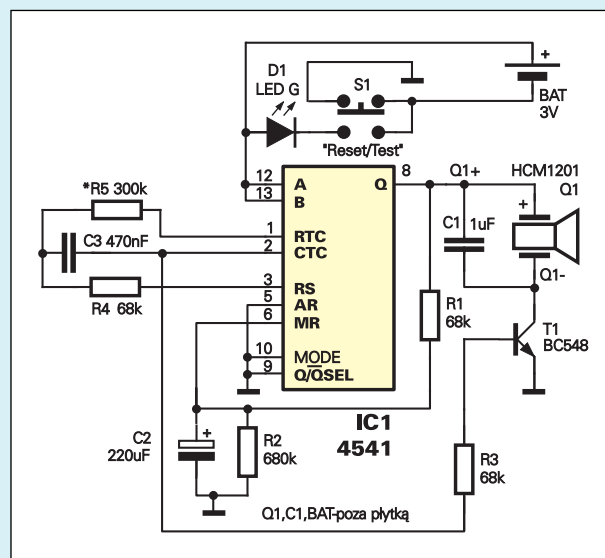 D1
LED G
S1
+
BAT
3V
"Reset/Test"
*R5 300k
C3 470nF
R4 68k
12
13
1
2
3
5
6
10
9
A
B
RTC
CTC
RS
AR
MR
MODE
Q/Q̅SEL
Q
8
IC1
4541
Q1+
HCM1201
Q1
+
C1
1uF
Q1-
R1
68k
T1
BC548
C2
220uF
+
R2
680k
R3
68k
Q1,C1,BAT-poza płytką